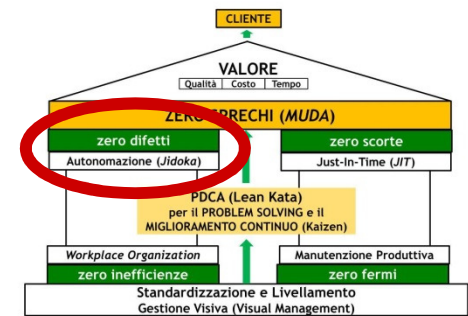 CLIENTE
VALORE
Qualità Costo Tempo
ZERO SPRECHI (MUDA)
zero difetti
Autonomazione (Jidoka)
zero scorte
Just-In-Time (JIT)
PDCA (Lean Kata)
per il PROBLEM SOLVING e il
MIGLIORAMENTO CONTINUO (Kaizen)
Workplace Organization
zero inefficienze
Manutenzione Produttiva
zero fermi
Standardizzazione e Livellamento
Gestione Visiva (Visual Management)